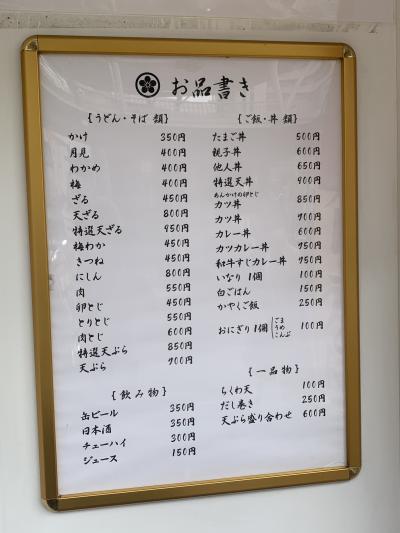 お品書き
{うどん・そば 類}
かけ 350円
月見 400円
わかめ 400円
梅 400円
ざる 450円
天ざる 800円
特選天ざる 950円
梅わか 450円
きつね 450円
にしん 800円
肉 550円
卵とじ 450円
とりとじ 550円
肉とじ 600円
特選天ぷら 850円
天ぷら 700円
{飲み物}
缶ビール 350円
日本酒 350円
チューハイ 300円
ジュース 150円
{ご飯・丼 類}
たまご丼 500円
親子丼 600円
他人丼 650円
特選天丼 900円
あんかけの卵とじ
カツ丼 850円
カツ丼 700円
カレー丼 600円
カツカレー丼 950円
和牛すじカレー丼 950円
いなり 1個 100円
白ごはん 150円
かやくご飯 250円
おにぎり 1個 ごま うめ こんぶ 100円
{一品物}
ちくわ天 100円
だし巻き 250円
天ぷら盛り合わせ 600円